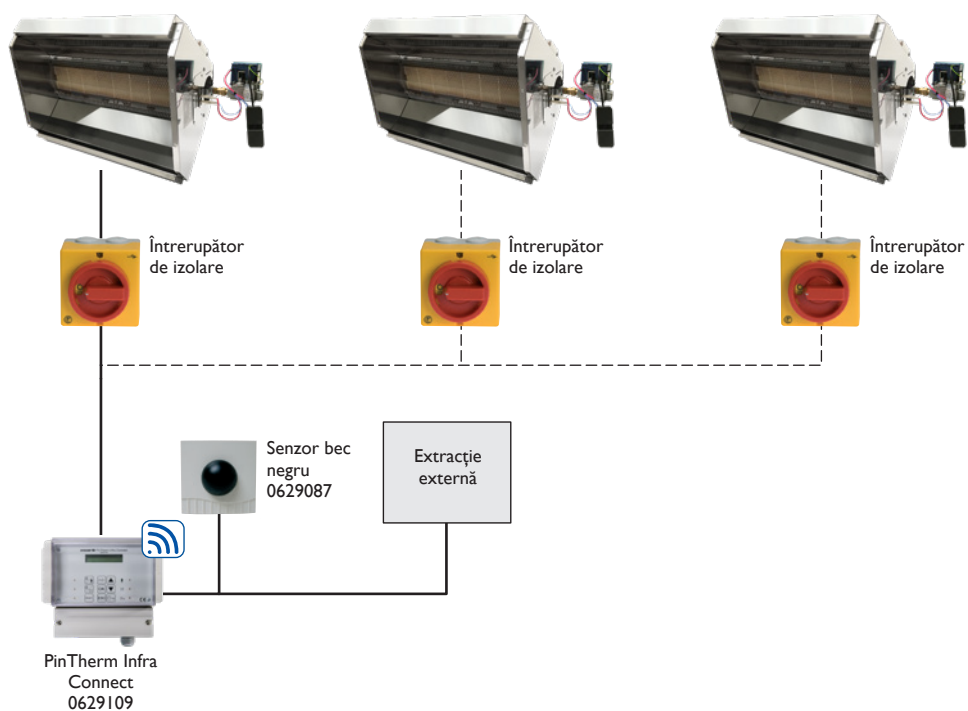 Întrerupător
de izolare
Întrerupător
de izolare
Întrerupător
de izolare
Senzor bec
negru
0629087
Extracție
externă
PinTherm Infra
Connect
0629109